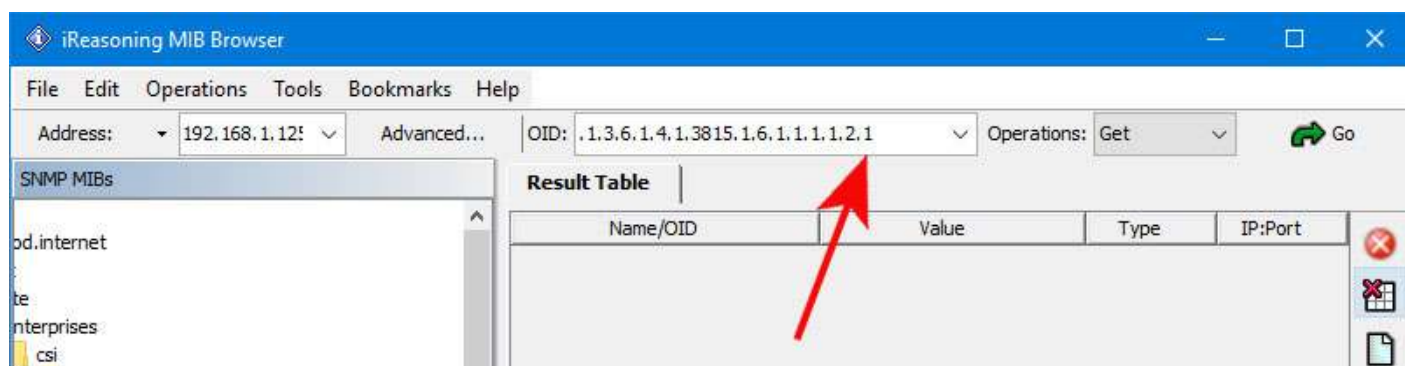 iReasoning MIB Browser
File Edit Operations Tools Bookmarks Help
Address: 192.168.1.125 Advanced... OID: .1.3.6.1.4.1.3815.1.6.1.1.1.1.2.1 Operations: Get Go
SNMP MIBs Result Table
Name/OID Value Type IP:Port
od.internet
te
nterprises
csi